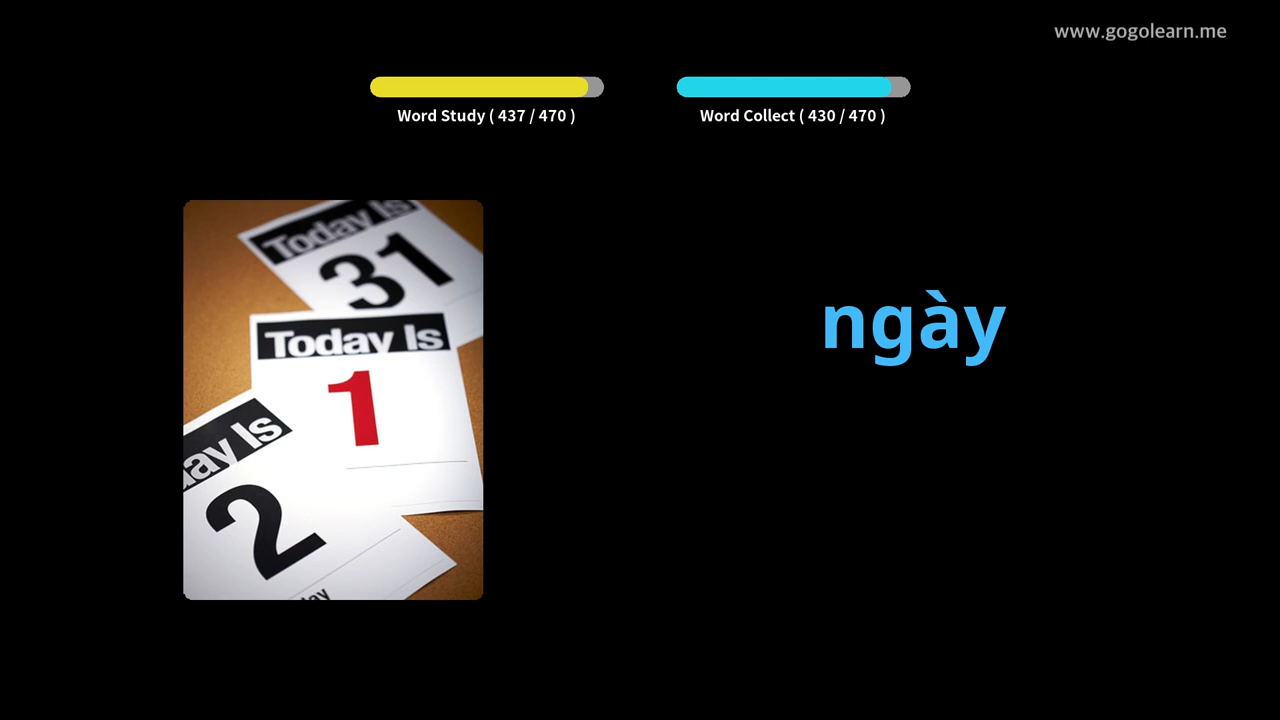 www.gogolearn.me
Word Study ( 437 / 470 )
Word Collect ( 430 / 470 )
Today Is
31
Today Is
1
ay Is
2
ay
ngày